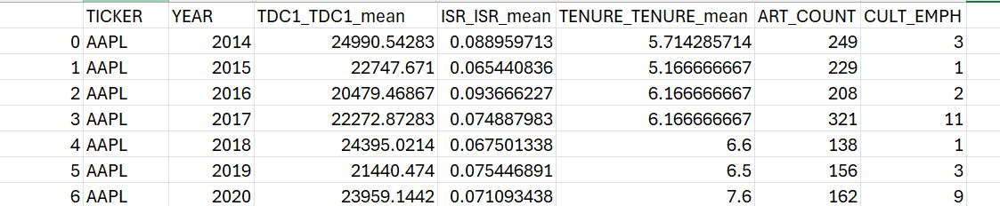 TICKER YEAR TDC1_TDC1_mean ISR_ISR_mean TENURE_TENURE_mean ART_COUNT CULT_EMPH
0 AAPL 2014 24990.54283 0.088959713 5.714285714 249 3
1 AAPL 2015 22747.671 0.065440836 5.166666667 229 1
2 AAPL 2016 20479.46867 0.093666227 6.166666667 208 2
3 AAPL 2017 22272.87283 0.074887983 6.166666667 321 11
4 AAPL 2018 24395.0214 0.067501338 6.6 138 1
5 AAPL 2019 21440.474 0.075446891 6.5 156 3
6 AAPL 2020 23959.1442 0.071093438 7.6 162 9